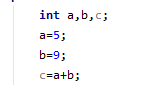 int a,b,c;
a=5;
b=9;
c=a+b;